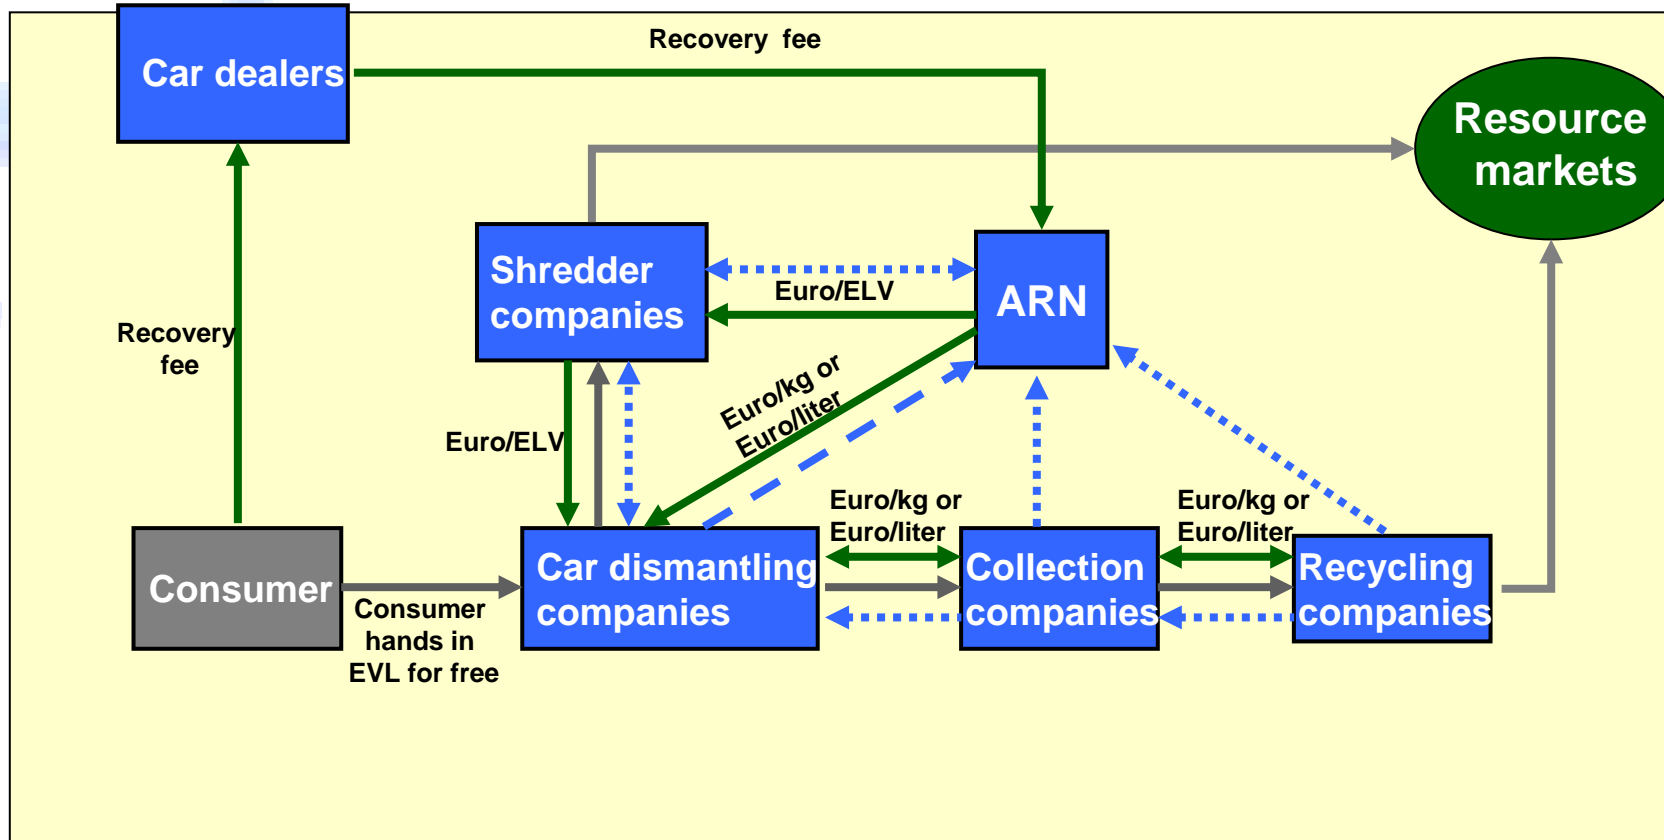 Recovery fee
Car dealers
Resource
markets
Shredder
companies
Euro/ELV
ARN
Recovery
fee
Euro/kg or
Euro/liter
Euro/ELV
Euro/kg or
Euro/liter
Euro/kg or
Euro/liter
Consumer
Car dismantling
companies
Collection
companies
Recycling
companies
Consumer
hands in
EVL for free